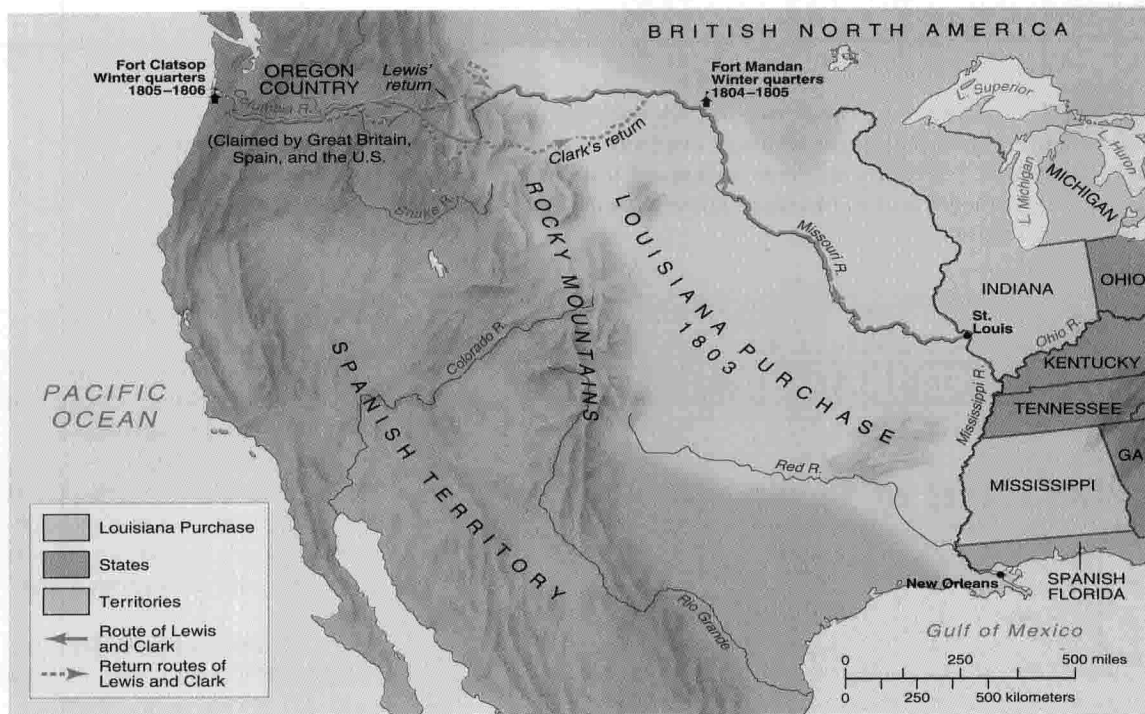 BRITISH NORTH AMERICA
Fort Clatsop
Winter quarters
1805–1806
OREGON
COUNTRY
Lewis'
return
Fort Mandan
Winter quarters
1804–1805
L. Superior
Columbia R.
(Claimed by Great Britain,
Spain, and the U.S.
Clark's return
L. Michigan
Huron
MICHIGAN
Snake R.
ROCKY MOUNTAINS
LOUISIANA PURCHASE
1803
Missouri R.
INDIANA
OHIO
St.
Louis
Ohio R.
KENTUCKY
Colorado R.
SPANISH TERRITORY
PACIFIC
OCEAN
Mississippi R.
TENNESSEE
GA
Red R.
MISSISSIPPI
New Orleans
SPANISH
FLORIDA
Rio Grande
Gulf of Mexico
Louisiana Purchase
States
Territories
Route of Lewis
and Clark
Return routes of
Lewis and Clark
0 250 500 miles
0 250 500 kilometers